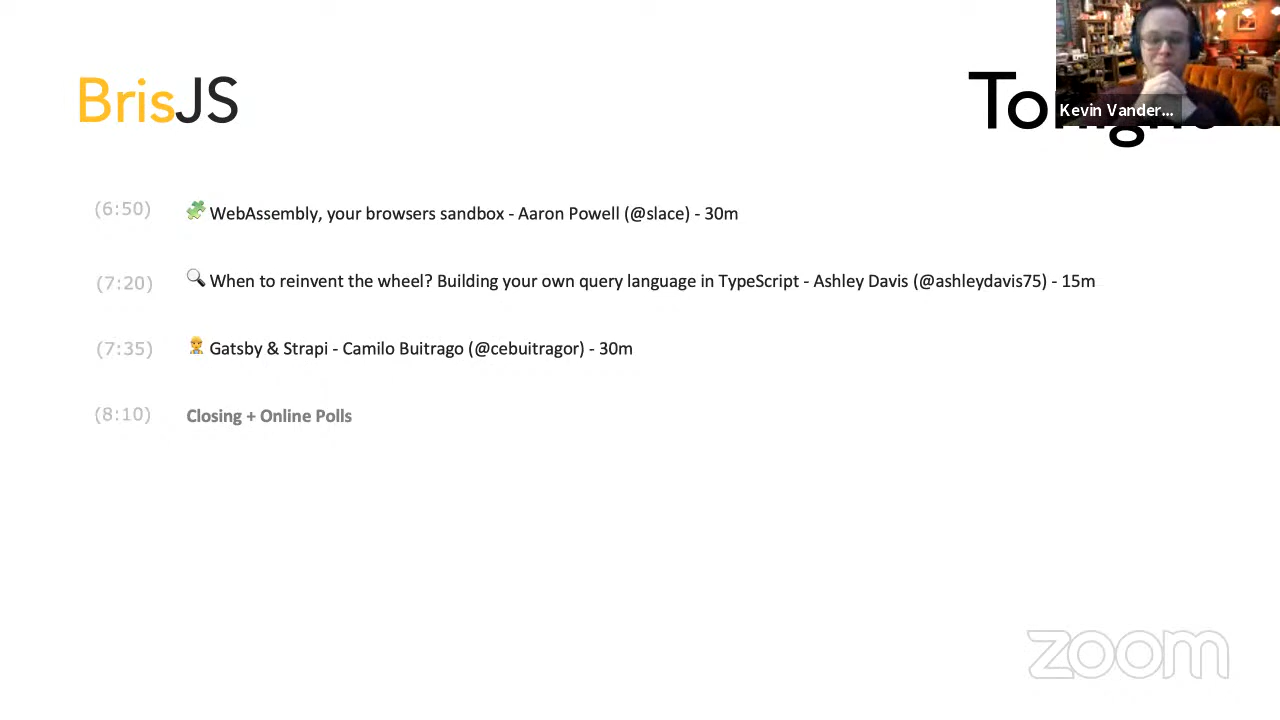 BrisJS
Kevin Vander...
(6:50) WebAssembly, your browsers sandbox - Aaron Powell (@slace) - 30m
(7:20) When to reinvent the wheel? Building your own query language in TypeScript - Ashley Davis (@ashleydavis75) - 15m
(7:35) Gatsby & Strapi - Camilo Buitrago (@cebuitragor) - 30m
(8:10) Closing + Online Polls
zoom